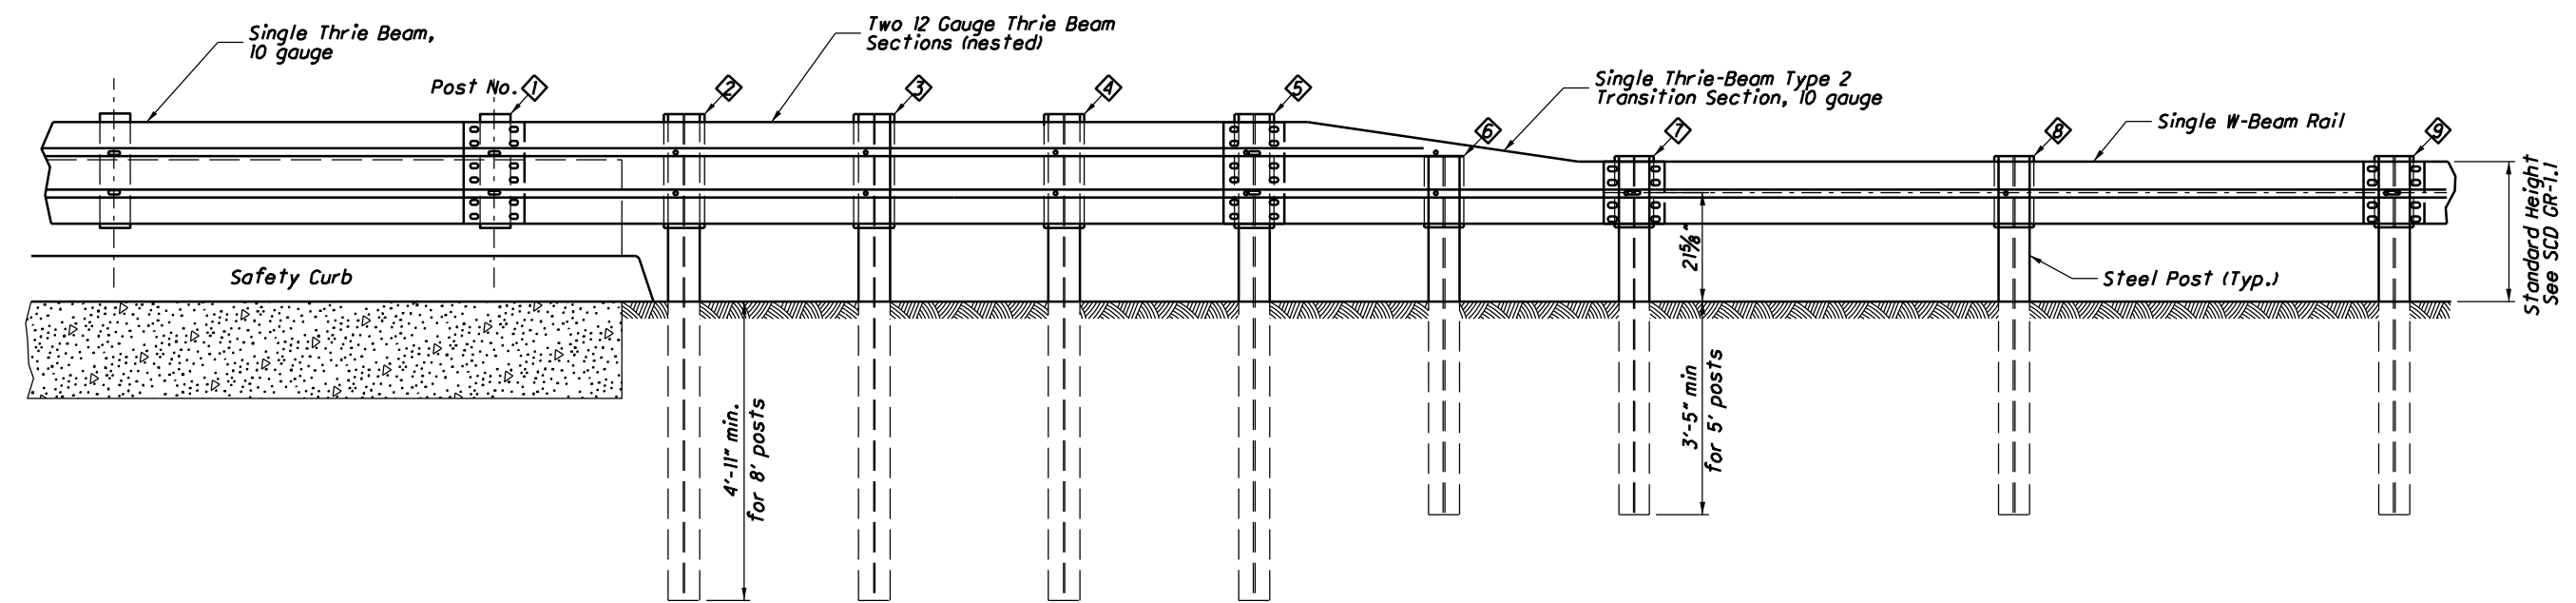 Single Thrie Beam,
10 gauge
Two 12 Gauge Thrie Beam
Sections (nested)
Single Thrie-Beam Type 2
Transition Section, 10 gauge
Single W-Beam Rail
Post No.
1
2
3
4
5
6
7
8
9
Standard Height
See SCD GR-1.1
21⅝"
Safety Curb
Steel Post (Typ.)
4'-11" min.
for 8' posts
3'-5" min
for 5' posts